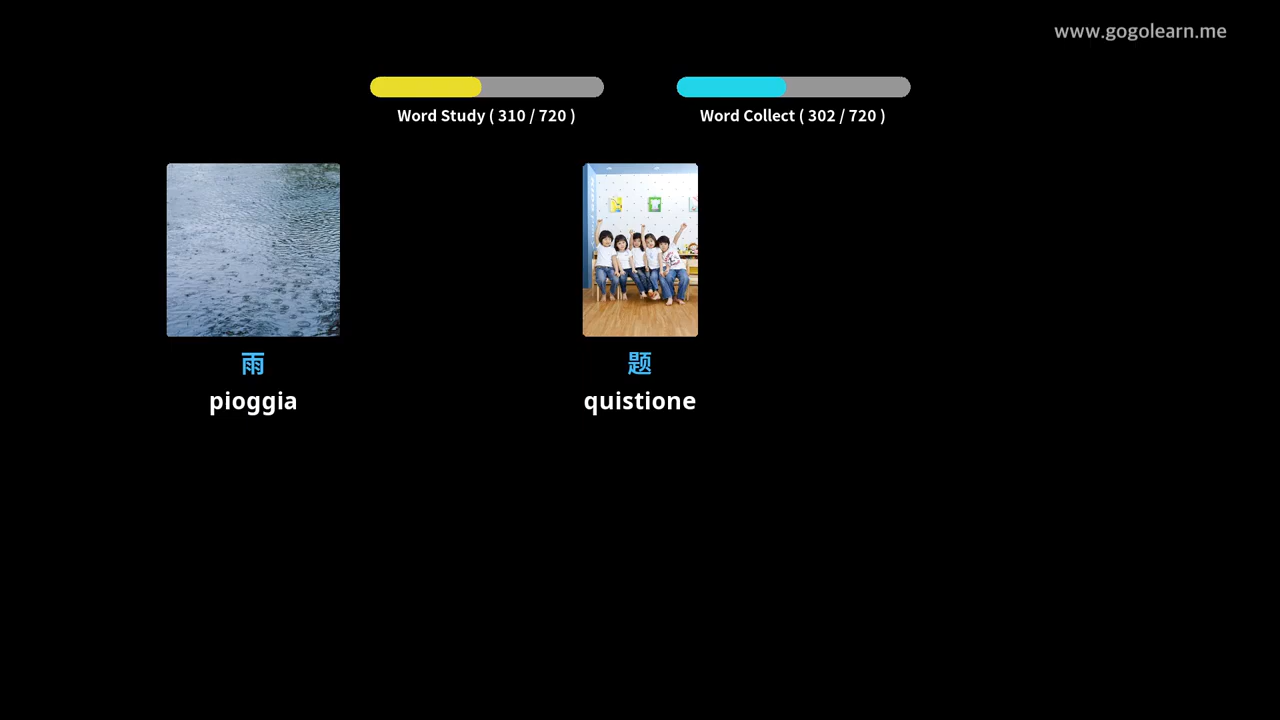 www.gogolearn.me
Word Study ( 310 / 720 )
Word Collect ( 302 / 720 )
雨
pioggia
题
quistione